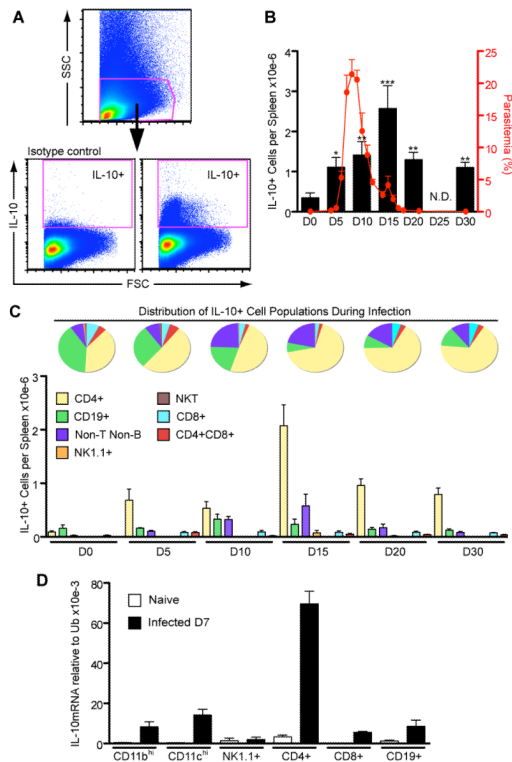 A
SSC
Isotype control
IL-10+
IL-10+
IL-10
FSC
B
IL-10+ Cells per Spleen x10e-6
4
3
2
1
0
*
**
***
**
N.D.
**
D0 D5 D10 D15 D20 D25 D30
25
20
15
10
5
0
Parasitemia (%)
C
Distribution of IL-10+ Cell Populations During Infection
CD4+
CD19+
Non-T Non-B
NK1.1+
NKT
CD8+
CD4+CD8+
IL-10+ Cells per Spleen x10e-6
3
2
1
0
D0 D5 D10 D15 D20 D30
D
IL-10mRNA relative to Ub x10e-3
80
60
40
20
0
Naive
Infected D7
CD11bhi CD11chi NK1.1+ CD4+ CD8+ CD19+